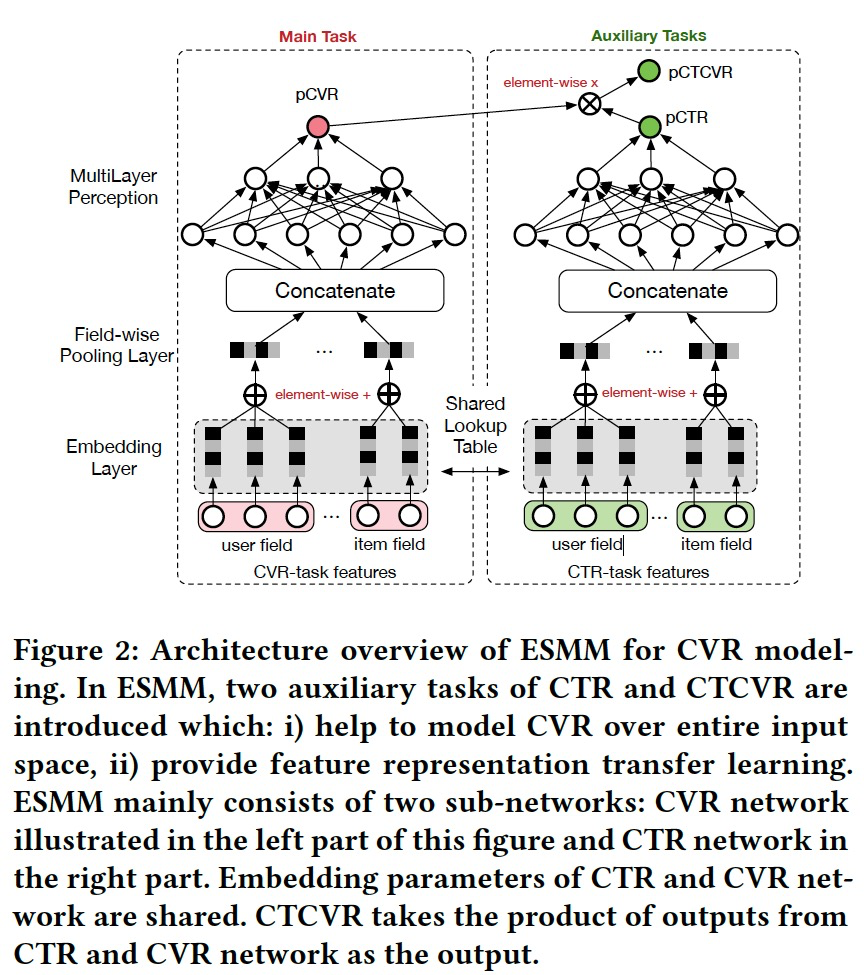 Main Task
Auxiliary Tasks
pCTCVR
element-wise x
pCVR
pCTR
MultiLayer
Perception
Concatenate
Concatenate
Field-wise
Pooling Layer
...
...
element-wise +
element-wise +
Shared
Lookup
Table
Embedding
Layer
...
...
user field
item field
user field
item field
CVR-task features
CTR-task features
Figure 2: Architecture overview of ESMM for CVR model-
ing. In ESMM, two auxiliary tasks of CTR and CTCVR are
introduced which: i) help to model CVR over entire input
space, ii) provide feature representation transfer learning.
ESMM mainly consists of two sub-networks: CVR network
illustrated in the left part of this figure and CTR network in
the right part. Embedding parameters of CTR and CVR net-
work are shared. CTCVR takes the product of outputs from
CTR and CVR network as the output.